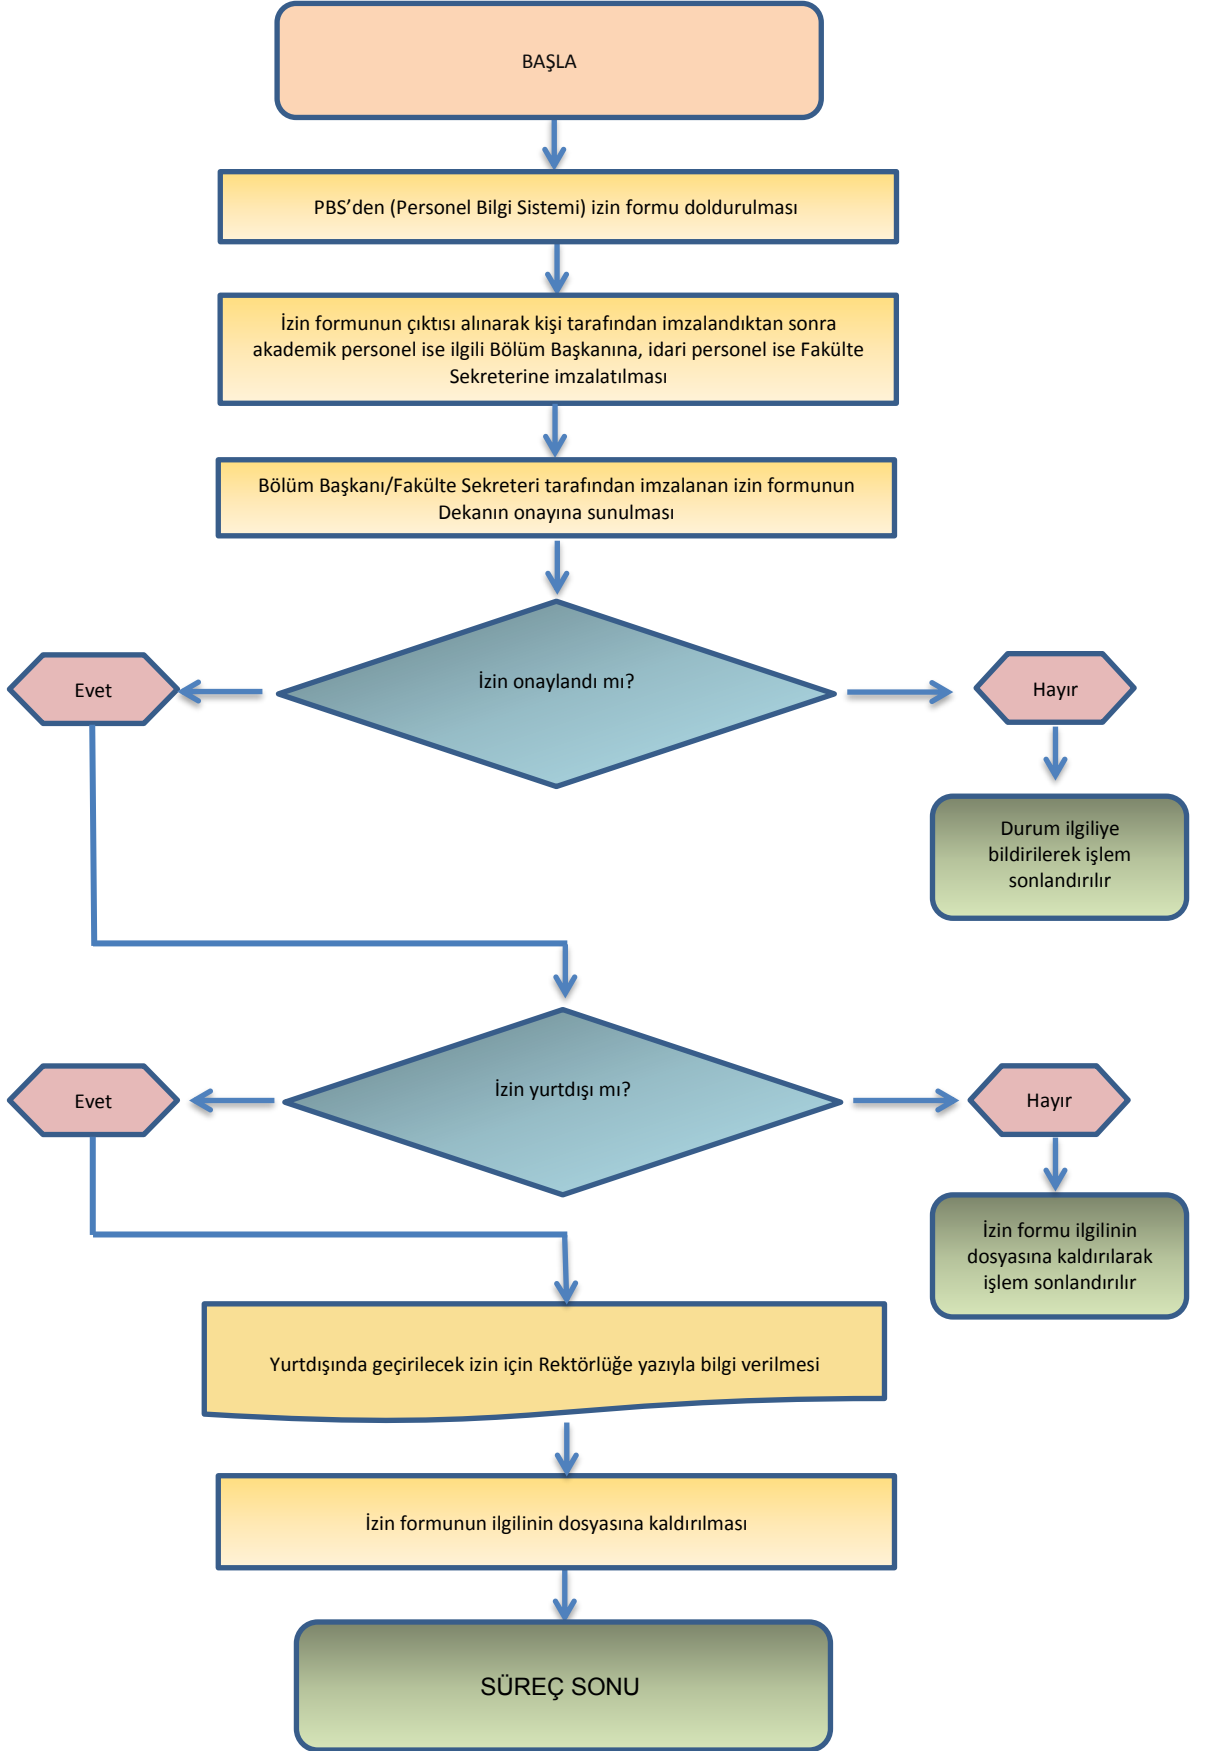 BAŞLA
PBS’den (Personel Bilgi Sistemi) izin formu doldurulması
İzin formunun çıktısı alınarak kişi tarafından imzalandıktan sonra
akademik personel ise ilgili Bölüm Başkanına, idari personel ise Fakülte
Sekreterine imzalatılması
Bölüm Başkanı/Fakülte Sekreteri tarafından imzalanan izin formunun
Dekanın onayına sunulması
İzin onaylandı mı?
Evet
Hayır
Durum ilgiliye
bildirilerek işlem
sonlandırılır
İzin yurtdışı mı?
Evet
Hayır
İzin formu ilgilinin
dosyasına kaldırılarak
işlem sonlandırılır
Yurtdışında geçirilecek izin için Rektörlüğe yazıyla bilgi verilmesi
İzin formunun ilgilinin dosyasına kaldırılması
SÜREÇ SONU